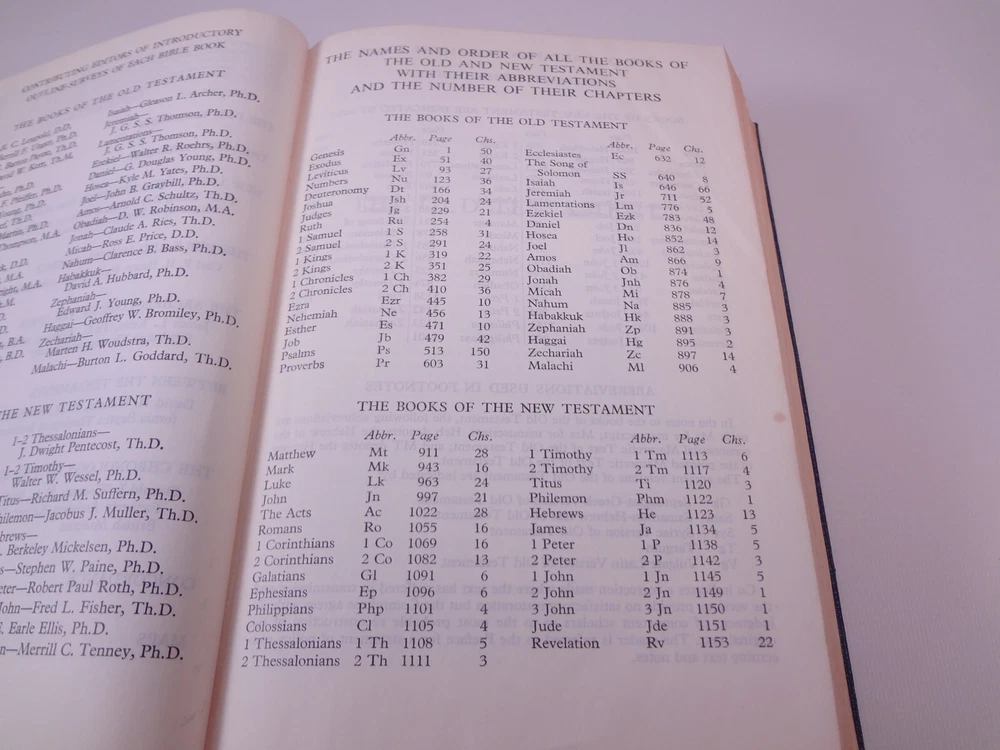 CONTRIBUTING EDITORS OF INTRODUCTORY
OUTLINE-SURVEYS OF EACH BIBLE BOOK
THE BOOKS OF THE OLD TESTAMENT
Isaiah—Gleason L. Archer, Ph.D.
Jeremiah—
J. G. S. S. Thomson, Ph.D.
Lamentations—
J. G. S. S. Thomson, Ph.D.
Ezekiel—Walter R. Roehrs, Ph.D.
Daniel—G. Douglas Young, Ph.D.
Hosea—Kyle M. Yates, Ph.D.
Joel—John B. Graybill, Ph.D.
Amos—Arnold C. Schultz, Th.D.
Obadiah—D. W. Robinson, M.A.
Jonah—Claude A. Ries, Th.D.
Micah—Ross E. Price, D.D.
Nahum—Clarence B. Bass, Ph.D.
Habakkuk—
David A. Hubbard, Ph.D.
Zephaniah—
Edward J. Young, Ph.D.
Haggai—Geoffrey W. Bromiley, Ph.D.
Zechariah—
Marten H. Woudstra, Th.D.
Malachi—Burton L. Goddard, Th.D.
THE NEW TESTAMENT
1-2 Thessalonians—
J. Dwight Pentecost, Th.D.
1-2 Timothy—
Walter W. Wessel, Ph.D.
Titus—Richard M. Suffern, Ph.D.
Philemon—Jacobus J. Muller, Th.D.
Berkeley Mickelsen, Ph.D.
Stephen W. Paine, Ph.D.
Robert Paul Roth, Ph.D.
John—Fred L. Fisher, Th.D.
Earle Ellis, Ph.D.
Merrill C. Tenney, Ph.D.
THE NAMES AND ORDER OF ALL THE BOOKS OF
THE OLD AND NEW TESTAMENT
WITH THEIR ABBREVIATIONS
AND THE NUMBER OF THEIR CHAPTERS
THE BOOKS OF THE OLD TESTAMENT
Abbr. Page Chs.
Genesis Gn 1 50
Exodus Ex 51 40
Leviticus Lv 93 27
Numbers Nu 123 36
Deuteronomy Dt 166 34
Joshua Jsh 204 24
Judges Jg 229 21
Ruth Ru 254 4
1 Samuel 1 S 258 31
2 Samuel 2 S 291 24
1 Kings 1 K 319 22
2 Kings 2 K 351 25
1 Chronicles 1 Ch 382 29
2 Chronicles 2 Ch 410 36
Ezra Ezr 445 10
Nehemiah Ne 456 13
Esther Es 471 10
Job Jb 479 42
Psalms Ps 513 150
Proverbs Pr 603 31
Abbr. Page Chs.
Ecclesiastes Ec 632 12
The Song of
Solomon SS 640 8
Isaiah Is 646 66
Jeremiah Jr 711 52
Lamentations Lm 776 5
Ezekiel Ezk 783 48
Daniel Dn 836 12
Hosea Ho 852 14
Joel Jl 862 3
Amos Am 866 9
Obadiah Ob 874 1
Jonah Jnh 876 4
Micah Mi 878 7
Nahum Na 885 3
Habakkuk Hk 888 3
Zephaniah Zp 891 3
Haggai Hg 895 2
Zechariah Zc 897 14
Malachi Ml 906 4
THE BOOKS OF THE NEW TESTAMENT
Abbr. Page Chs.
Matthew Mt 911 28
Mark Mk 943 16
Luke Lk 963 24
John Jn 997 21
The Acts Ac 1022 28
Romans Ro 1055 16
1 Corinthians 1 Co 1069 16
2 Corinthians 2 Co 1082 13
Galatians Gl 1091 6
Ephesians Ep 1096 6
Philippians Php 1101 4
Colossians Cl 1105 4
1 Thessalonians 1 Th 1108 5
2 Thessalonians 2 Th 1111 3
Abbr. Page Chs.
1 Timothy 1 Tm 1113 6
2 Timothy 2 Tm 1117 4
Titus Ti 1120 3
Philemon Phm 1122 1
Hebrews He 1123 13
James Ja 1134 5
1 Peter 1 P 1138 5
2 Peter 2 P 1142 3
1 John 1 Jn 1145 5
2 John 2 Jn 1149 1
3 John 3 Jn 1150 1
Jude Jde 1151 1
Revelation Rv 1153 22